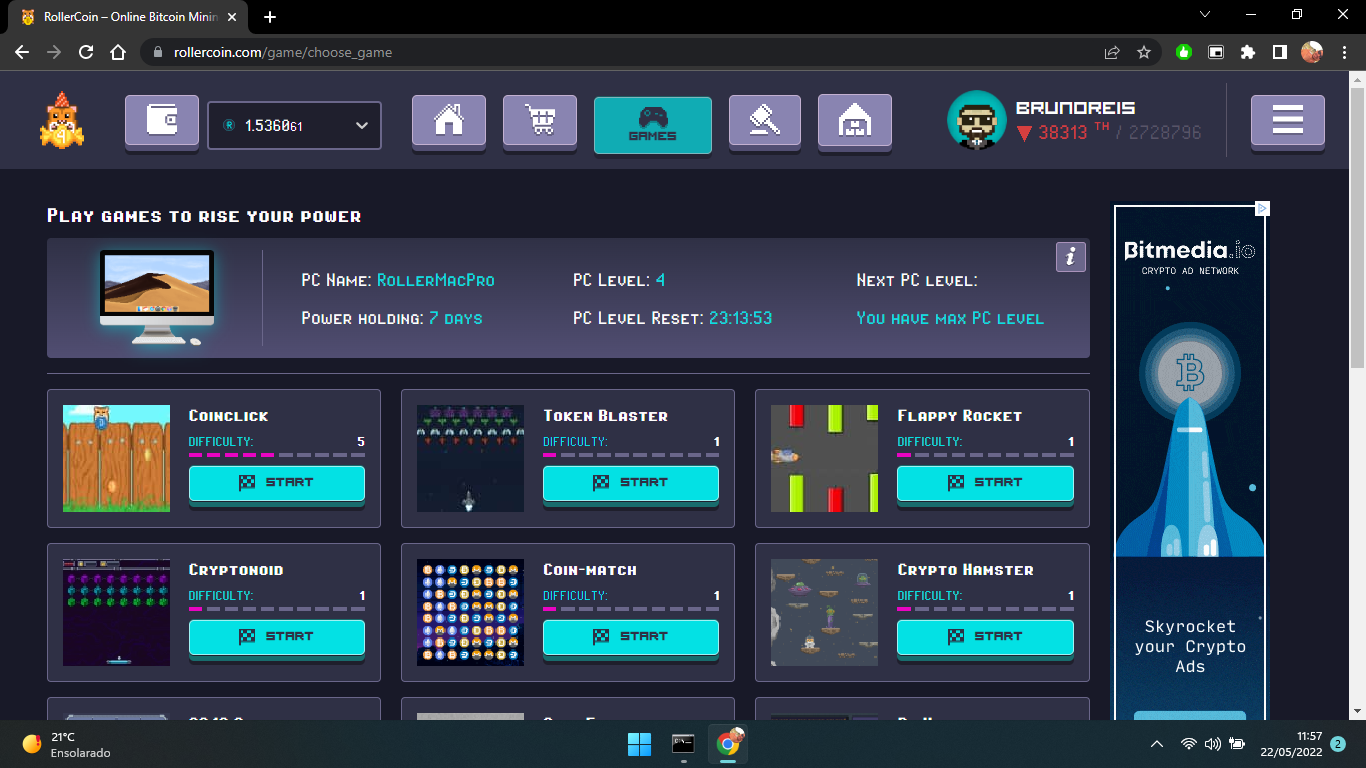 RollerCoin – Online Bitcoin Minin
rollercoin.com/game/choose_game
1.536061
GAMES
BRUNOREIS
38313 TH / 2728796
PLAY GAMES TO RISE YOUR POWER
PC NAME: ROLLERMACPRO
PC LEVEL: 4
NEXT PC LEVEL:
POWER HOLDING: 7 DAYS
PC LEVEL RESET: 23:13:53
YOU HAVE MAX PC LEVEL
COINCLICK
DIFFICULTY: 5
START
TOKEN BLASTER
DIFFICULTY: 1
START
FLAPPY ROCKET
DIFFICULTY: 1
START
CRYPTONOID
DIFFICULTY: 1
START
COIN-MATCH
DIFFICULTY: 1
START
CRYPTO HAMSTER
DIFFICULTY: 1
START
Bitmedia.io
CRYPTO AD NETWORK
Skyrocket
your Crypto
Ads
21°C
Ensolarado
11:57
22/05/2022
2